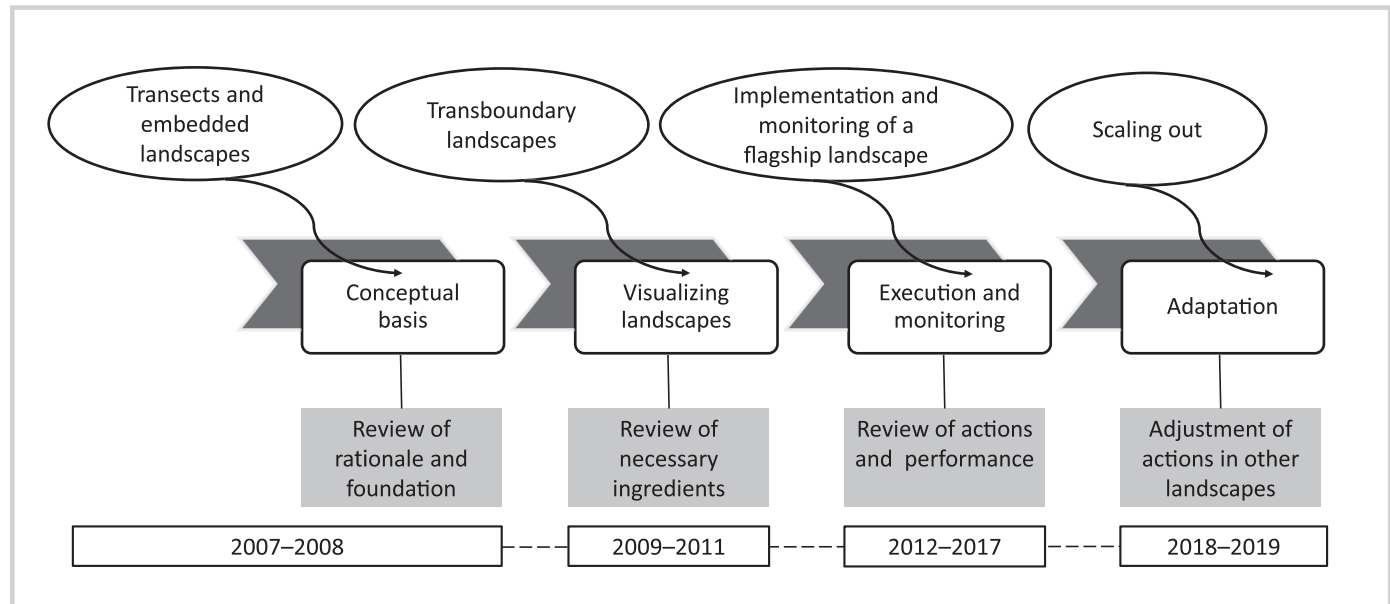 Transects and
embedded
landscapes
Transboundary
landscapes
Implementation and
monitoring of a
flagship landscape
Scaling out
Conceptual
basis
Visualizing
landscapes
Execution and
monitoring
Adaptation
Review of
rationale and
foundation
Review of
necessary
ingredients
Review of actions
and performance
Adjustment of
actions in other
landscapes
2007–2008
2009–2011
2012–2017
2018–2019